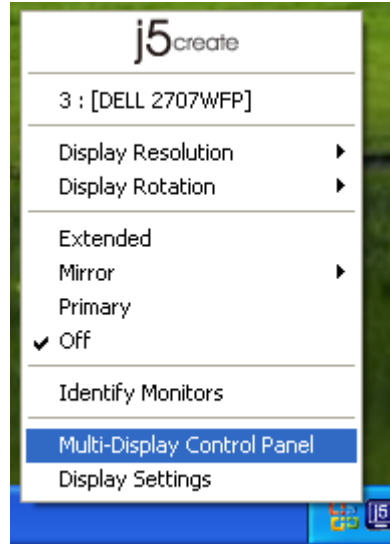 j5create
3 : [DELL 2707WFP]
Display Resolution
Display Rotation
Extended
Mirror
Primary
Off
Identify Monitors
Multi-Display Control Panel
Display Settings
j5